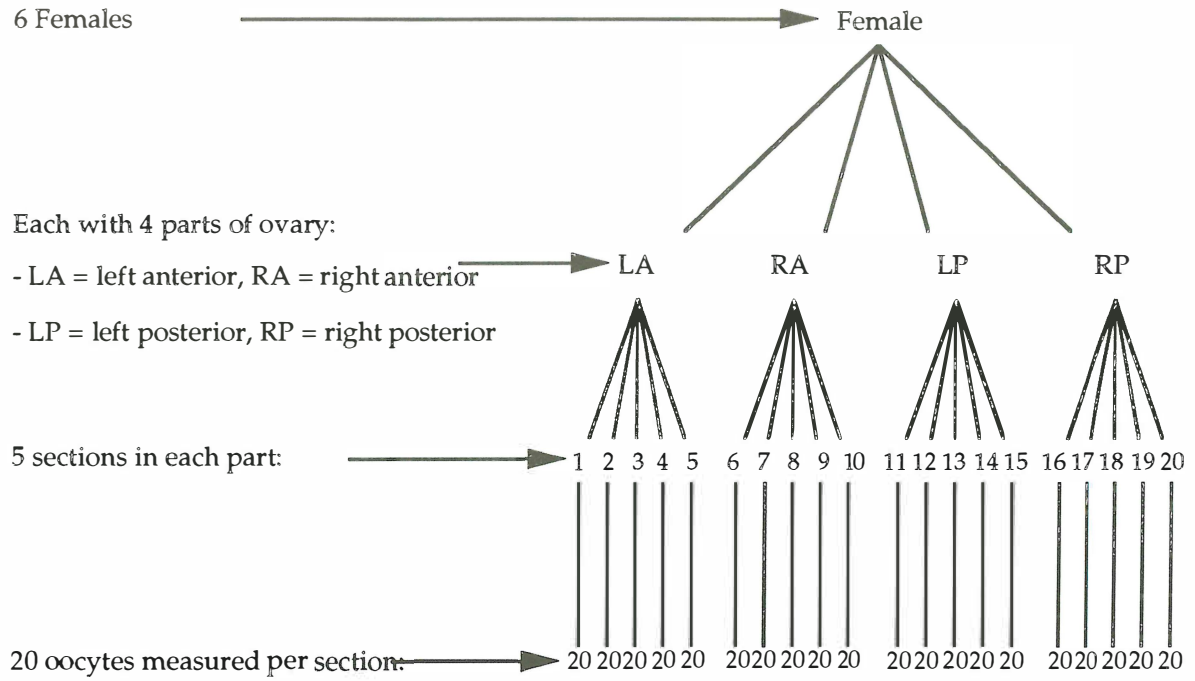 6 Females Female
Each with 4 parts of ovary:
- LA = left anterior, RA = right anterior LA RA LP RP
- LP = left posterior, RP = right posterior
5 sections in each part: 1 2 3 4 5 6 7 8 9 10 11 12 13 14 15 16 17 18 19 20
20 oocytes measured per section: 20 20 20 20 20 20 20 20 20 20 20 20 20 20 20 20 20 20 20 20